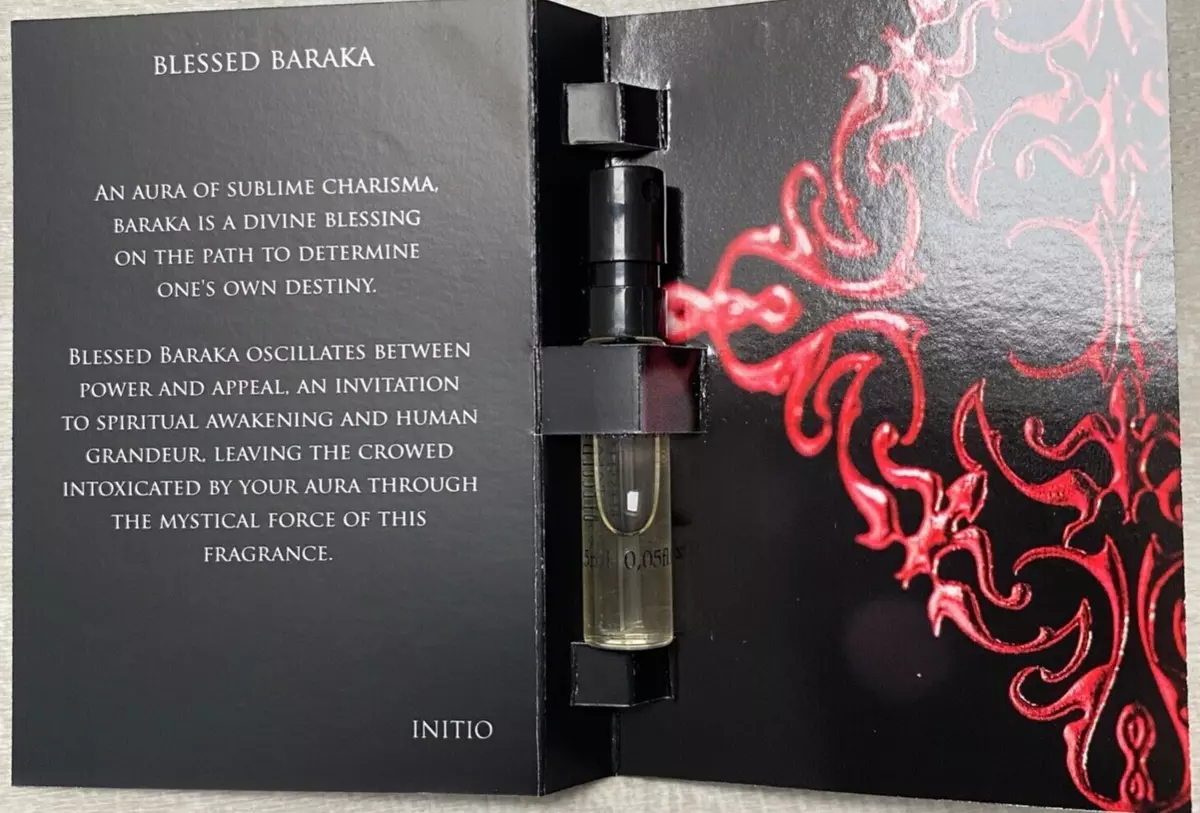 BLESSED BARAKA
AN AURA OF SUBLIME CHARISMA,
BARAKA IS A DIVINE BLESSING
ON THE PATH TO DETERMINE
ONE'S OWN DESTINY.
BLESSED BARAKA OSCILLATES BETWEEN
POWER AND APPEAL, AN INVITATION
TO SPIRITUAL AWAKENING AND HUMAN
GRANDEUR, LEAVING THE CROWED
INTOXICATED BY YOUR AURA THROUGH
THE MYSTICAL FORCE OF THIS
FRAGRANCE.
INITIO
0,05fl